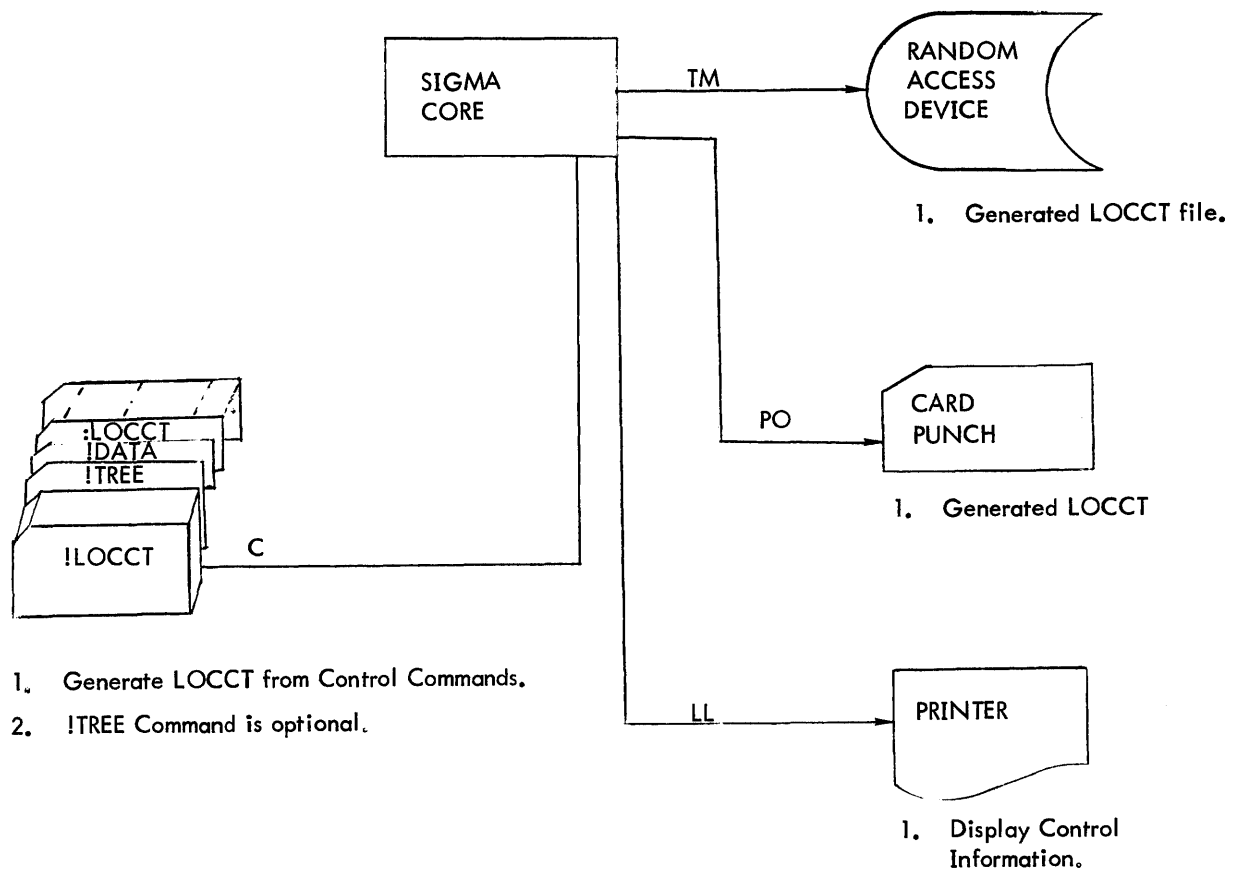 SIGMA
CORE
TM
RANDOM
ACCESS
DEVICE
1. Generated LOCCT file.
PO
CARD
PUNCH
1. Generated LOCCT
:LOCCT
!DATA
!TREE
!LOCCT
C
1. Generate LOCCT from Control Commands.
2. !TREE Command is optional.
LL
PRINTER
1. Display Control
Information.